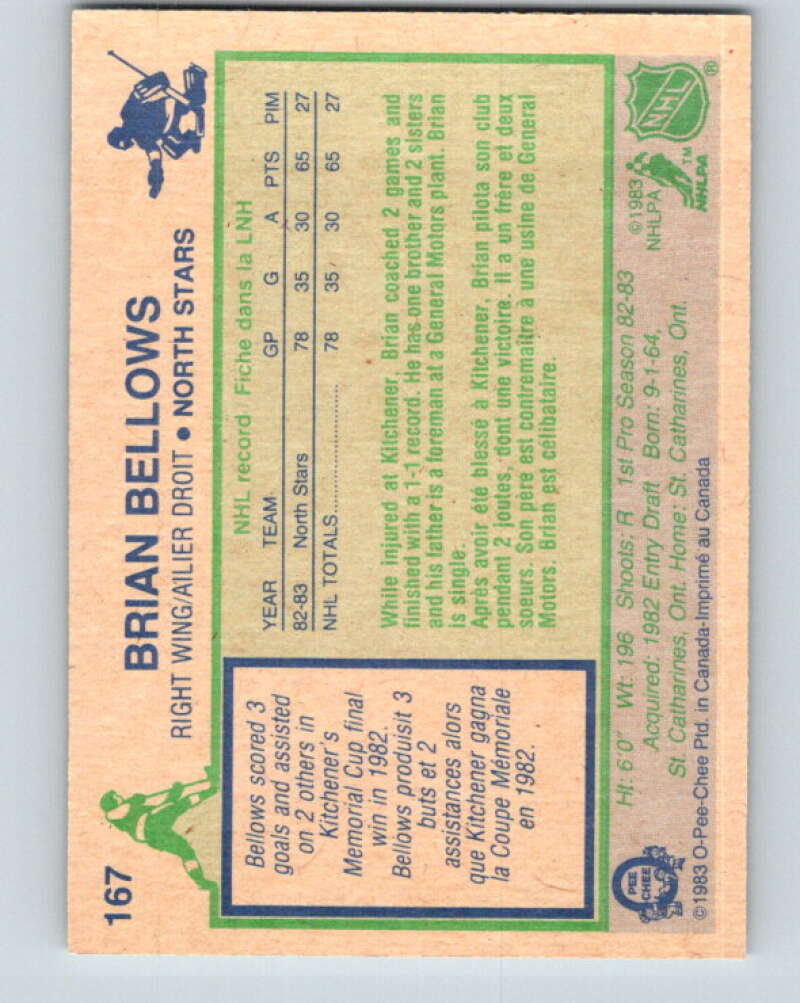 167
BRIAN BELLOWS
RIGHT WING/AILIER DROIT • NORTH STARS
Bellows scored 3
goals and assisted
on 2 others in
Kitchener's
Memorial Cup final
win in 1982.
Bellows produisit 3
buts et 2
assistances alors
que Kitchener gagna
la Coupe Mémoriale
en 1982.
NHL record - Fiche dans la LNH
YEAR TEAM GP G A PTS PIM
82-83 North Stars 78 35 30 65 27
NHL TOTALS 78 35 30 65 27
While injured at Kitchener, Brian coached 2 games and
finished with a 1-1 record. He has one brother and 2 sisters
and his father is a foreman at a General Motors plant. Brian
is single.
Après avoir été blessé à Kitchener, Brian pilota son club
pendant 2 joutes, dont une victoire. Il a un frère et deux
soeurs. Son père est contremaître à une usine de General
Motors. Brian est célibataire.
PEE
CHEE
Ht: 6'0" Wt: 196 Shoots: R 1st Pro Season 82-83
Acquired: 1982 Entry Draft Born: 9-1-64,
St. Catharines, Ont. Home: St. Catharines, Ont.
©1983 O-Pee-Chee Ptd. in Canada-Imprimé au Canada
©1983
NHLPA
NHLPA
TM
NHL
®